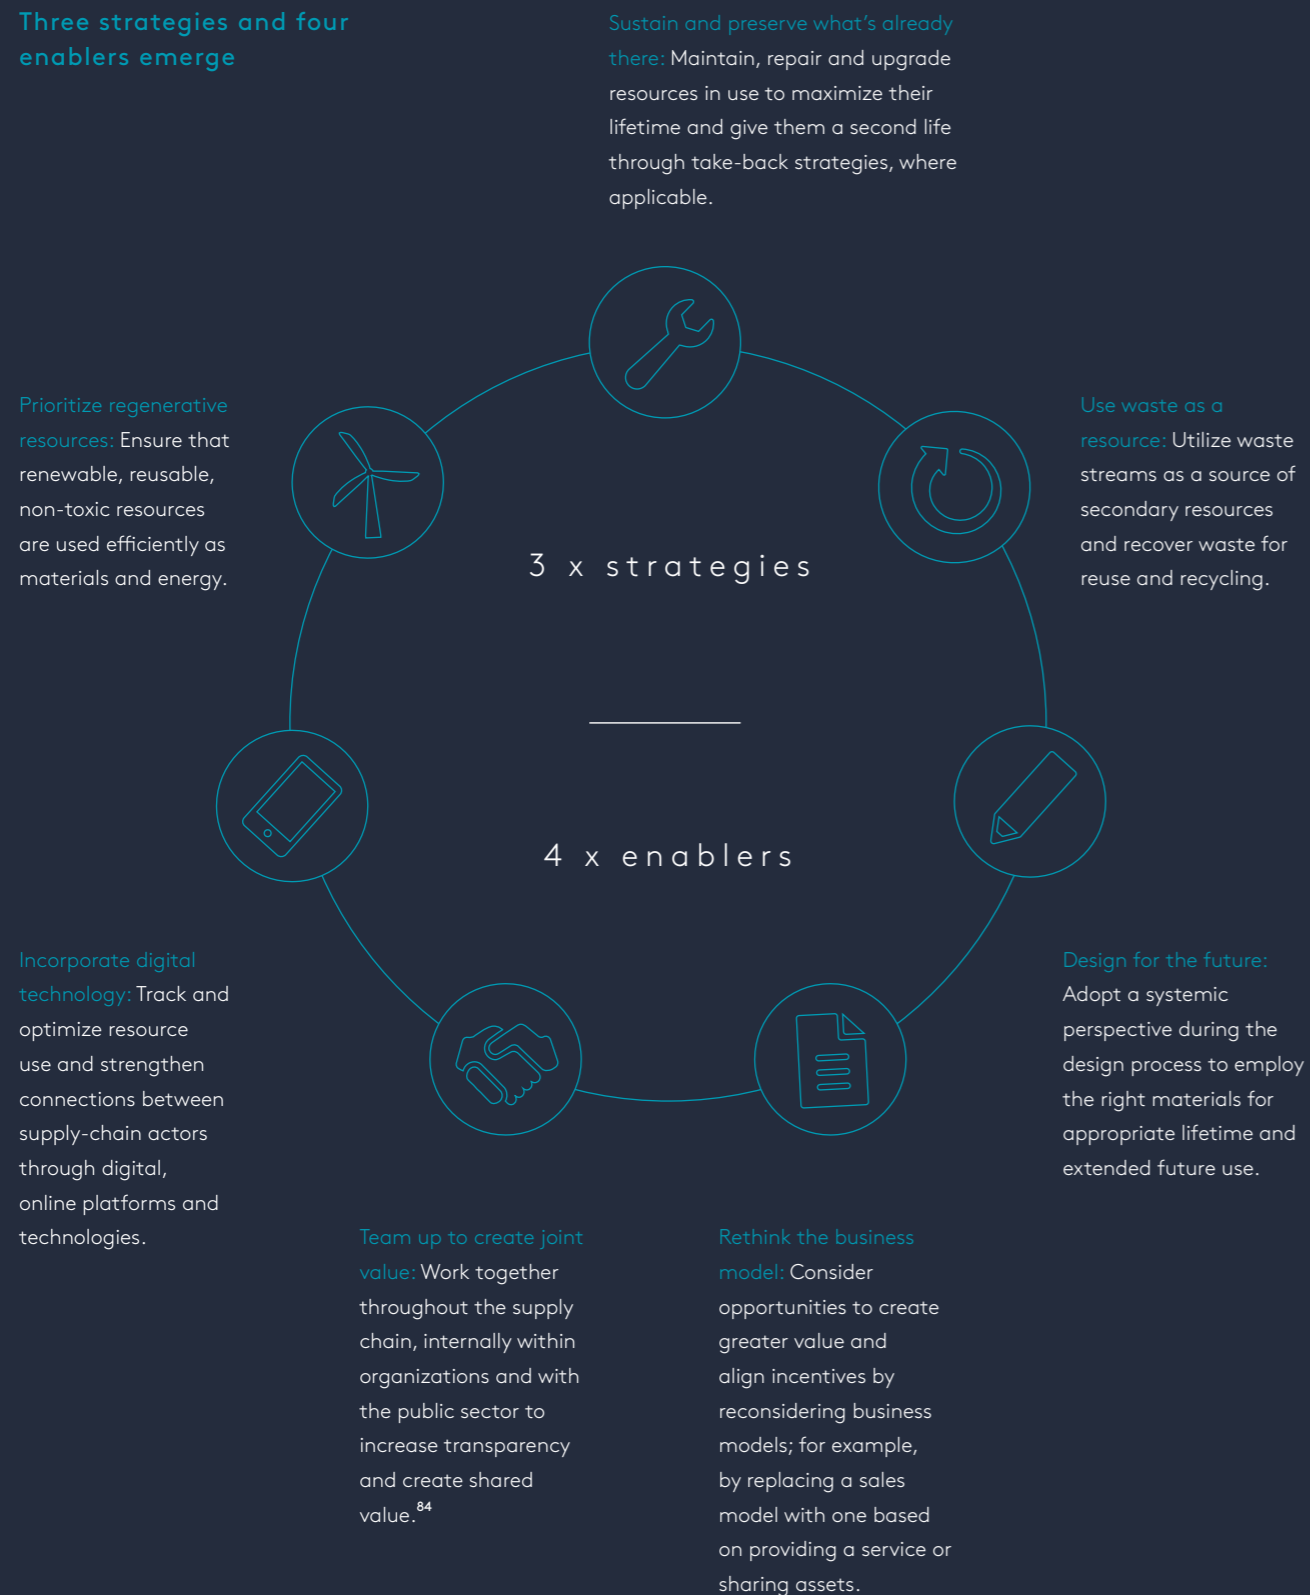 Three strategies and four
enablers emerge
Sustain and preserve what's already
there: Maintain, repair and upgrade
resources in use to maximize their
lifetime and give them a second life
through take-back strategies, where
applicable.
Prioritize regenerative
resources: Ensure that
renewable, reusable,
non-toxic resources
are used efficiently as
materials and energy.
Use waste as a
resource: Utilize waste
streams as a source of
secondary resources
and recover waste for
reuse and recycling.
3 x strategies
4 x enablers
Incorporate digital
technology: Track and
optimize resource
use and strengthen
connections between
supply-chain actors
through digital,
online platforms and
technologies.
Design for the future:
Adopt a systemic
perspective during the
design process to employ
the right materials for
appropriate lifetime and
extended future use.
Team up to create joint
value: Work together
throughout the supply
chain, internally within
organizations and with
the public sector to
increase transparency
and create shared
value.84
Rethink the business
model: Consider
opportunities to create
greater value and
align incentives by
reconsidering business
models; for example,
by replacing a sales
model with one based
on providing a service or
sharing assets.